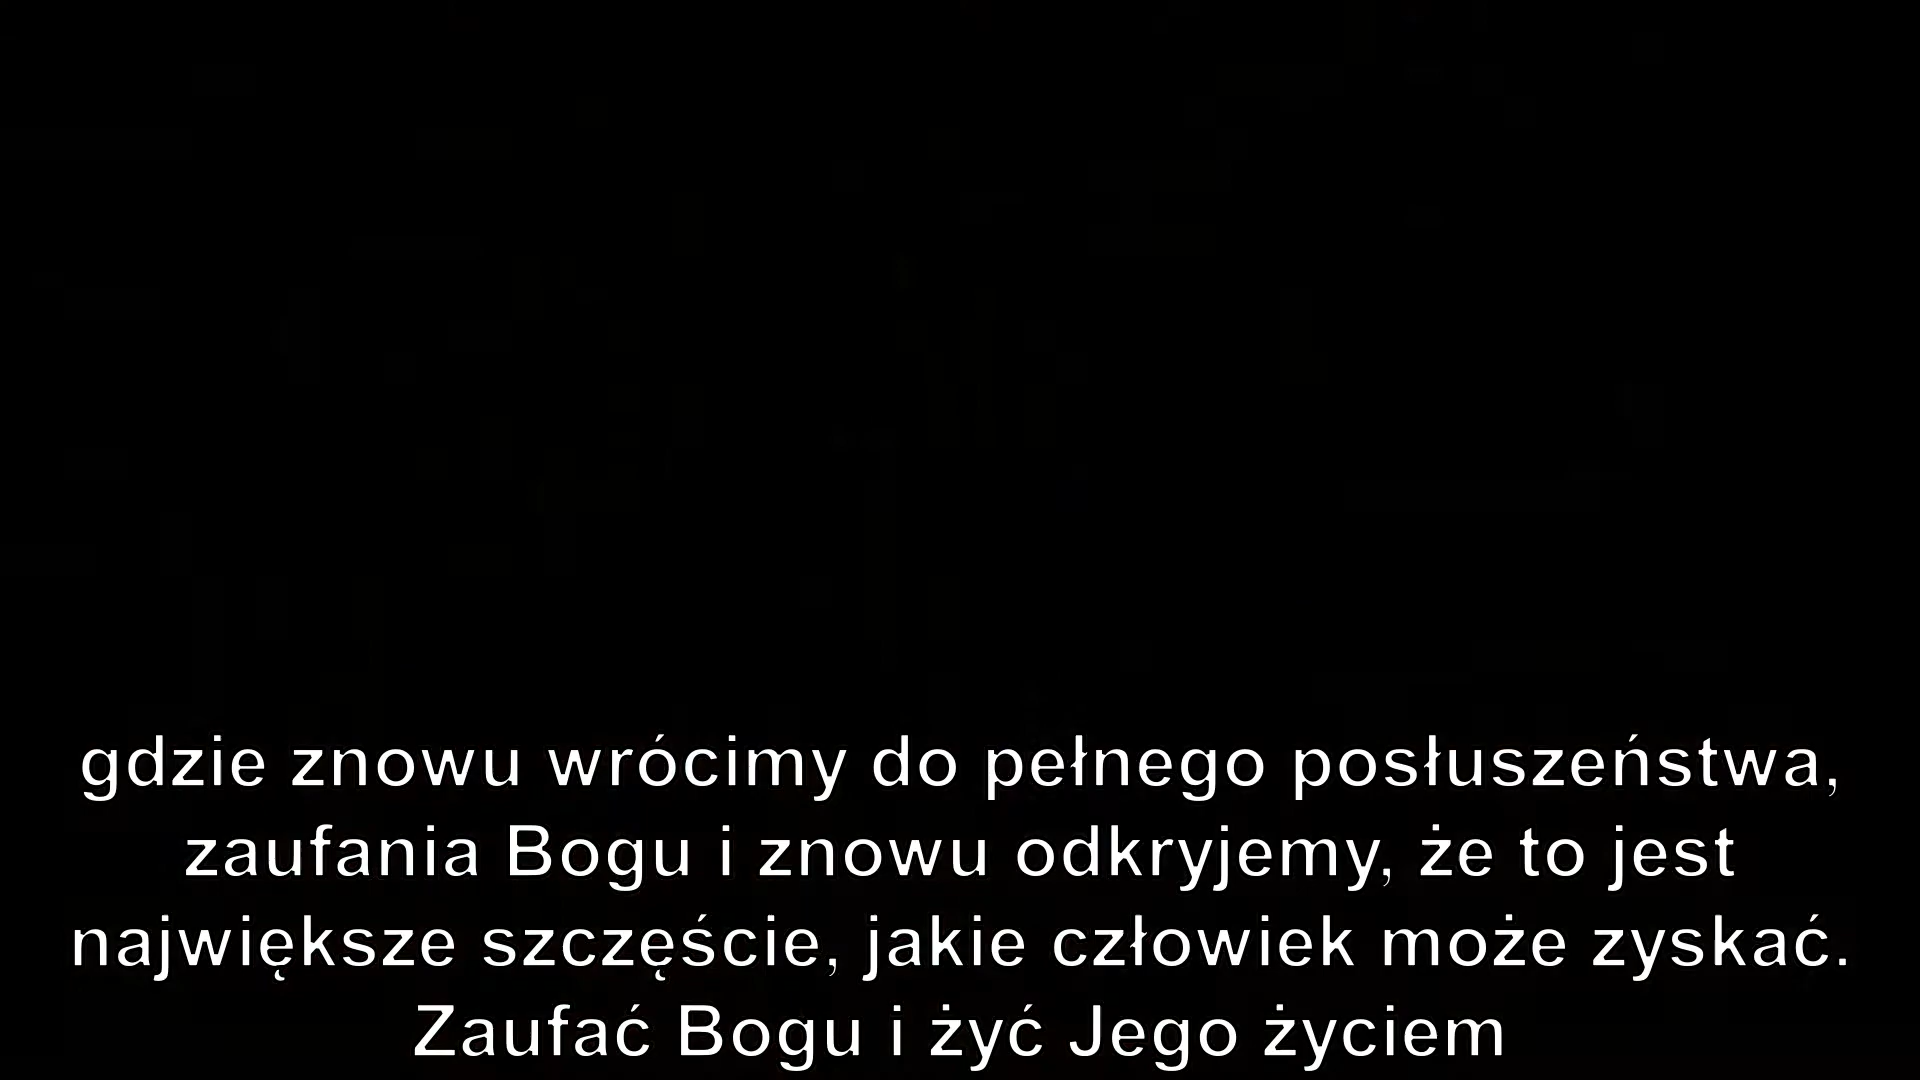 gdzie znowu wrócimy do pełnego posłuszeństwa,
zaufania Bogu i znowu odkryjemy, że to jest
największe szczęście, jakie człowiek może zyskać.
Zaufać Bogu i żyć Jego życiem